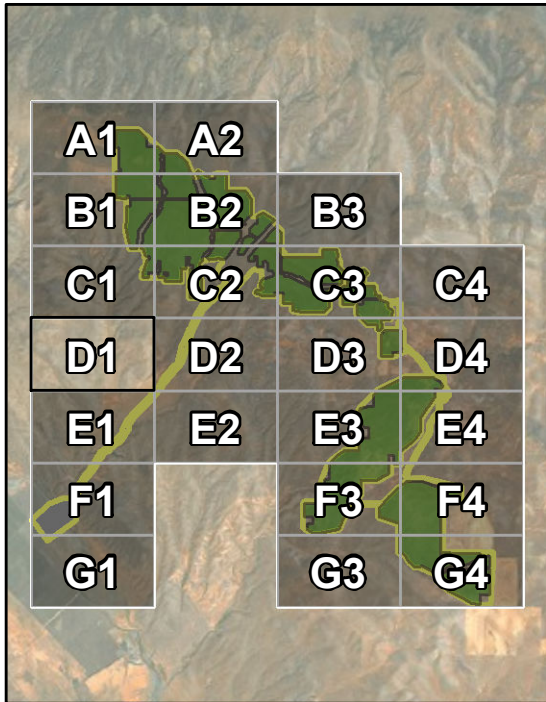 A1 A2
B1 B2 B3
C1 C2 C3 C4
D1 D2 D3 D4
E1 E2 E3 E4
F1 F3 F4
G1 G3 G4